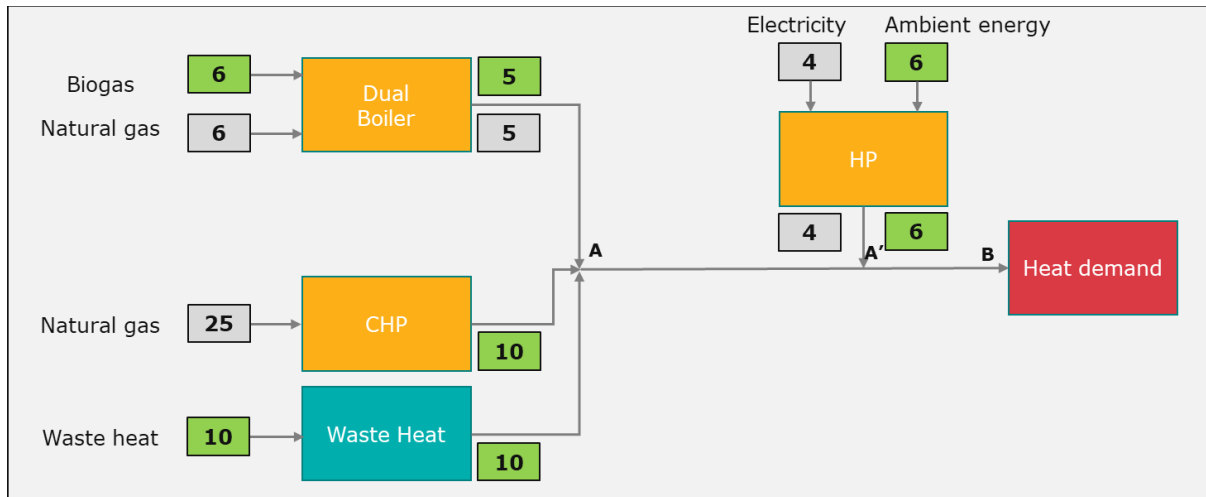 Electricity
Ambient energy
4
6
Biogas
6
Dual
Boiler
5
Natural gas
6
5
HP
4
6
A
A’
B
Heat demand
Natural gas
25
CHP
10
Waste heat
10
Waste Heat
10